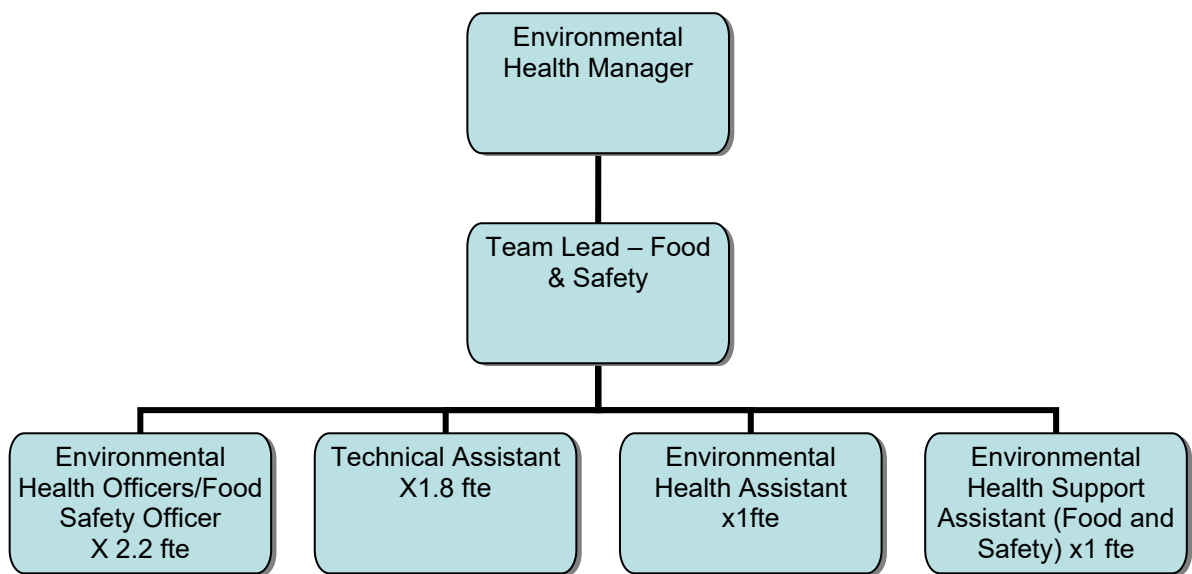 Environmental
Health Manager
Team Lead – Food
& Safety
Environmental
Health Officers/Food
Safety Officer
X 2.2 fte
Technical Assistant
X1.8 fte
Environmental
Health Assistant
x1fte
Environmental
Health Support
Assistant (Food and
Safety) x1 fte